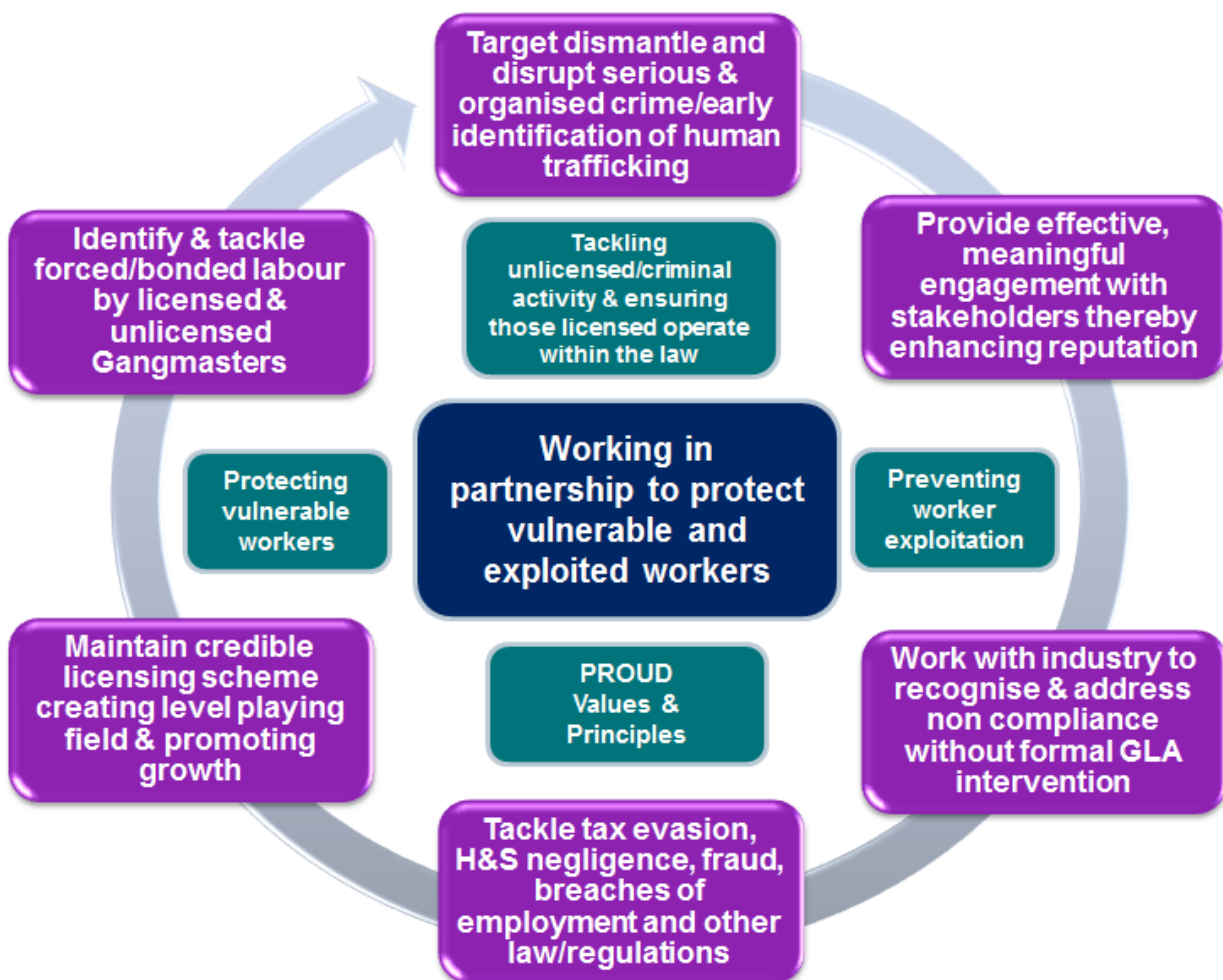 Target dismantle and
disrupt serious &
organised crime/early
identification of human
trafficking
Identify & tackle
forced/bonded labour
by licensed &
unlicensed
Gangmasters
Tackling
unlicensed/criminal
activity & ensuring
those licensed operate
within the law
Provide effective,
meaningful
engagement with
stakeholders thereby
enhancing reputation
Protecting
vulnerable
workers
Working in
partnership to protect
vulnerable and
exploited workers
Preventing
worker
exploitation
Maintain credible
licensing scheme
creating level playing
field & promoting
growth
PROUD
Values &
Principles
Work with industry to
recognise & address
non compliance
without formal GLA
intervention
Tackle tax evasion,
H&S negligence, fraud,
breaches of
employment and other
law/regulations